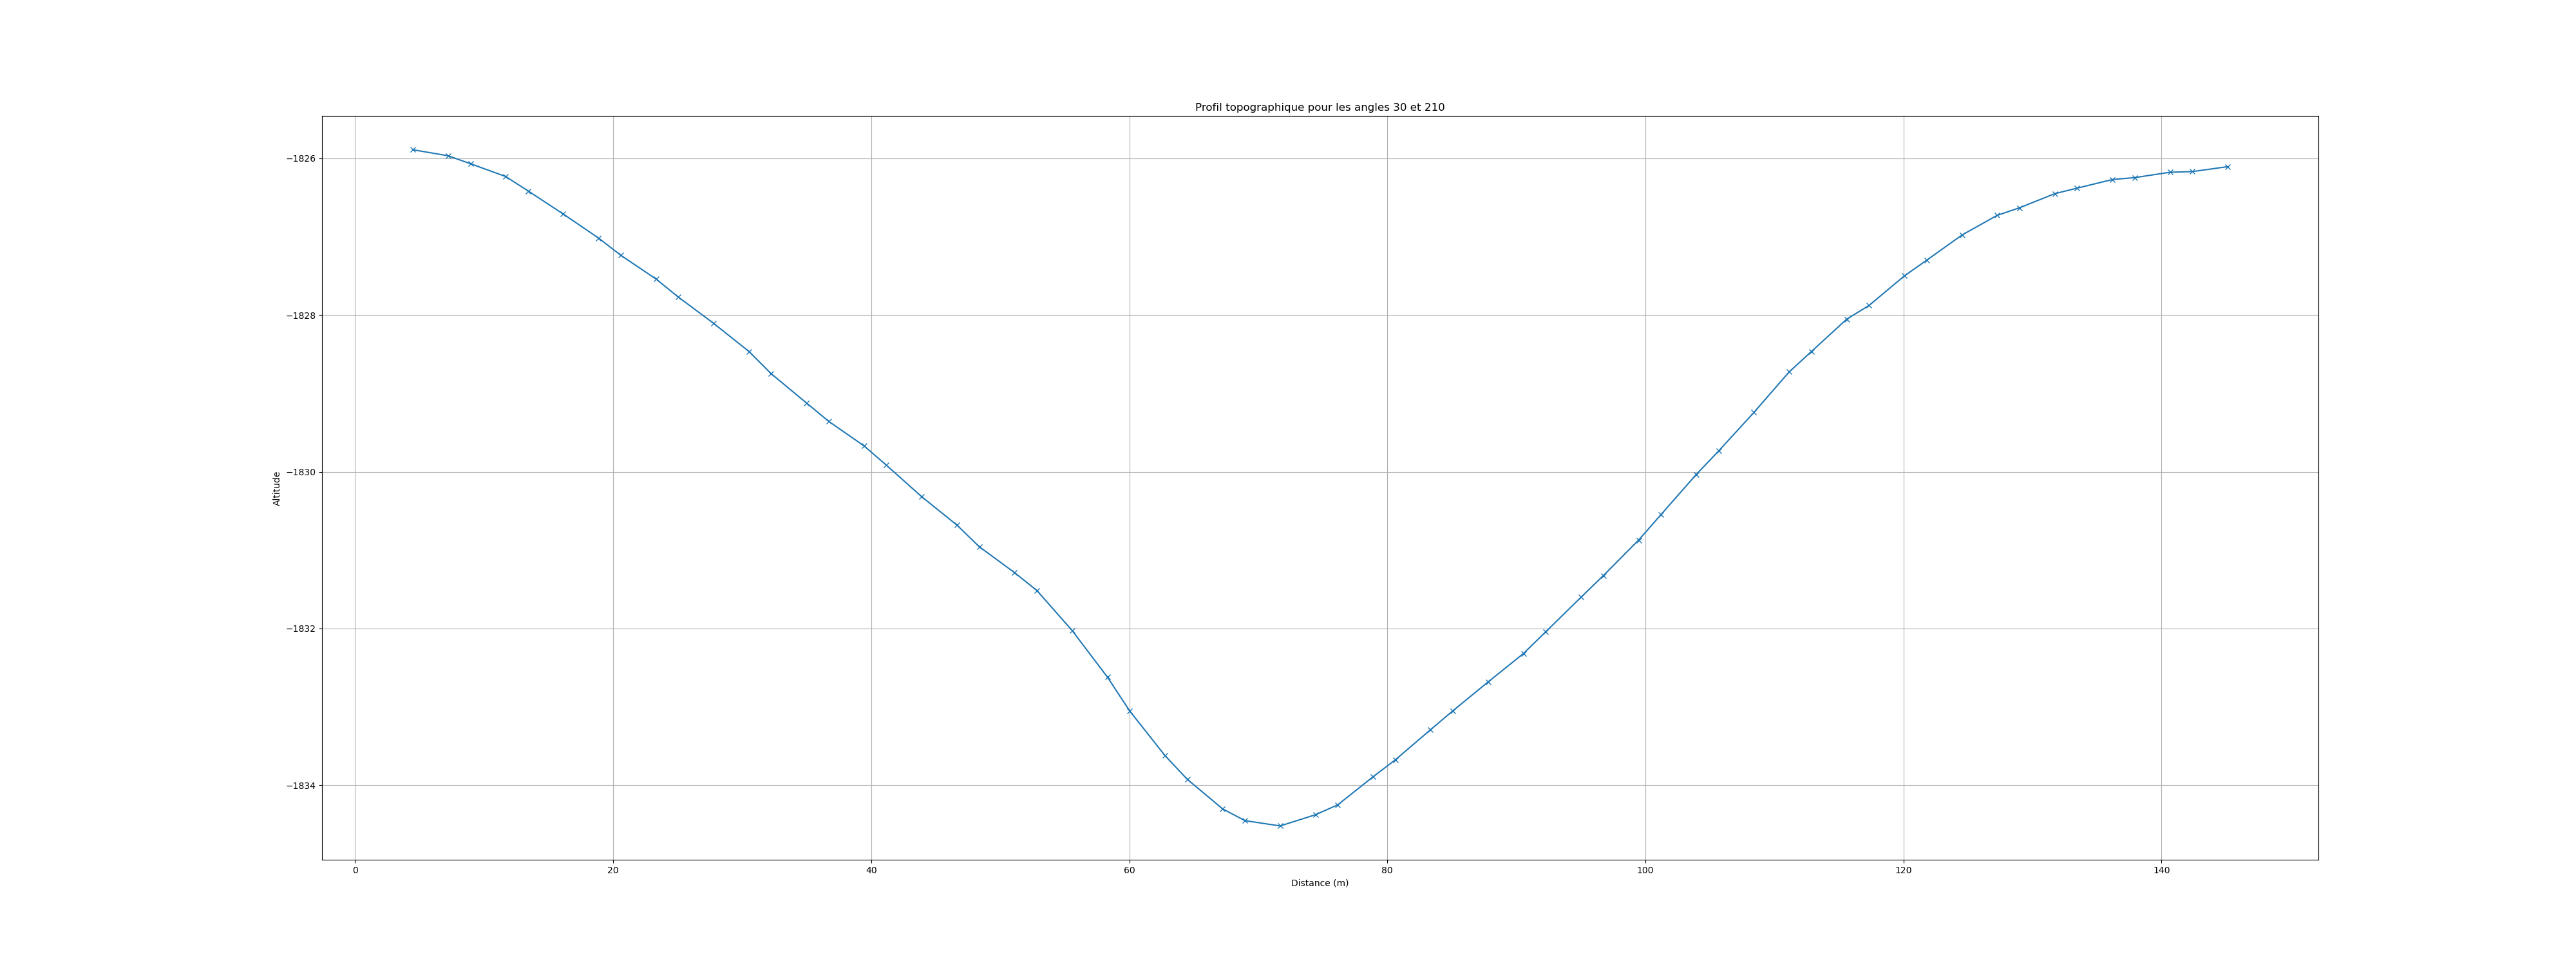 Profil topographique pour les angles 30 et 210
Altitude
−1826
−1828
−1830
−1832
−1834
0 20 40 60 80 100 120 140
Distance (m)